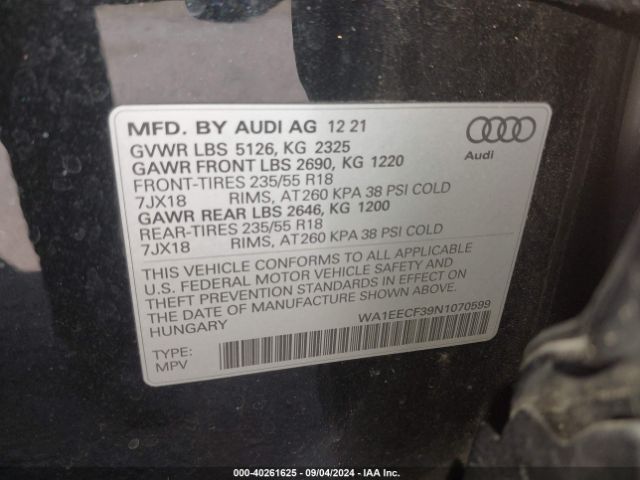 MFD. BY AUDI AG 12 21
GVWR LBS 5126, KG 2325
GAWR FRONT LBS 2690, KG 1220
FRONT-TIRES 235/55 R18
7JX18 RIMS, AT260 KPA 38 PSI COLD
GAWR REAR LBS 2646, KG 1200
REAR-TIRES 235/55 R18
7JX18 RIMS, AT260 KPA 38 PSI COLD
Audi
THIS VEHICLE CONFORMS TO ALL APPLICABLE
U.S. FEDERAL MOTOR VEHICLE SAFETY AND
THEFT PREVENTION STANDARDS IN EFFECT ON
THE DATE OF MANUFACTURE SHOWN ABOVE.
HUNGARY
WA1EECF39N1070599
TYPE:
MPV
000-40261625 - 09/04/2024 - IAA Inc.